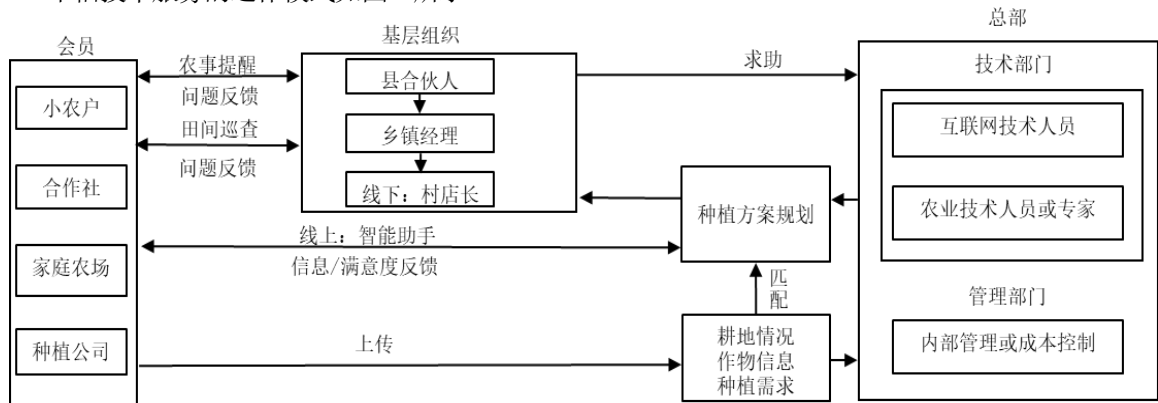 会员
小农户
合作社
家庭农场
种植公司
农事提醒
问题反馈
田间巡查
问题反馈
基层组织
县合伙人
乡镇经理
线下：村店长
线上：智能助手
信息/满意度反馈
上传
求助
种植方案规划
匹
配
耕地情况
作物信息
种植需求
总部
技术部门
互联网技术人员
农业技术人员或专家
管理部门
内部管理或成本控制